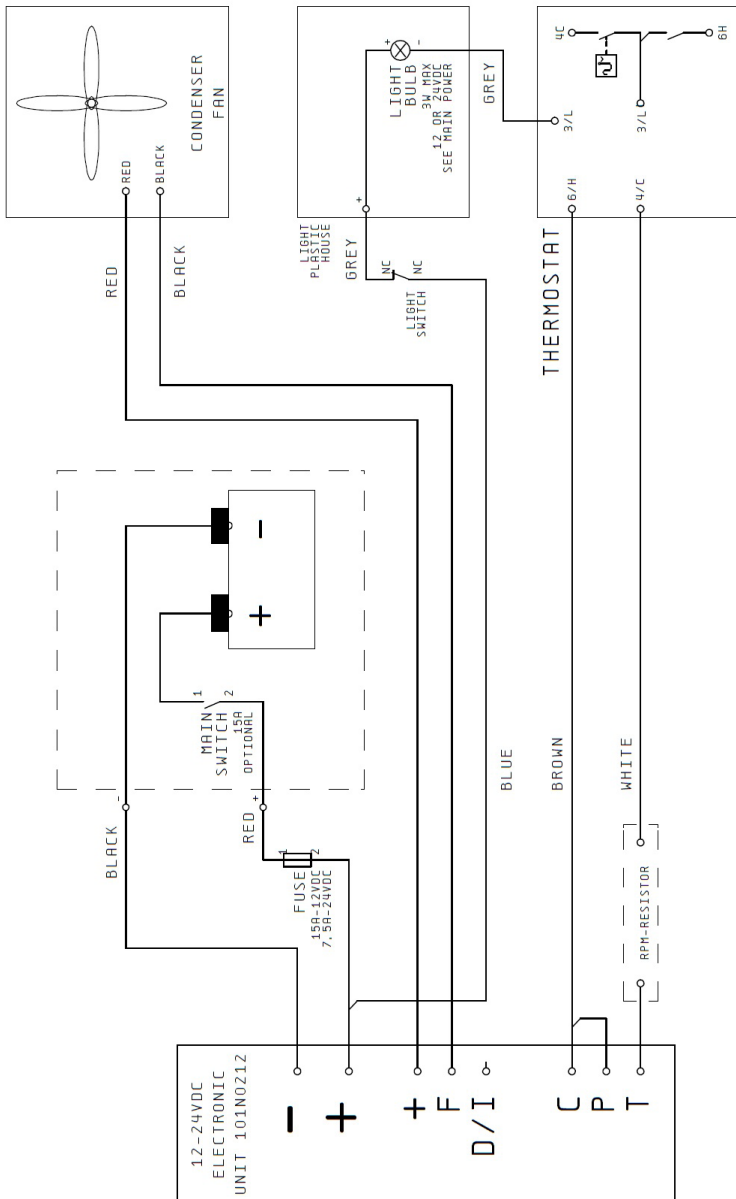 CONDENSER
FAN
RED
BLACK
RED
BLACK
+
-
LIGHT
BULB
3W MAX
12 OR 24VDC
SEE MAIN POWER
GREY
+
LIGHT
PLASTIC
HOUSE
GREY
NC
NC
LIGHT
SWITCH
4C
6H
3/L
3/L
6/H
4/C
THERMOSTAT
-
+
1
2
MAIN
SWITCH
15A
OPTIONAL
-
+
BLACK
RED
1
2
FUSE
15A-12VDC
7,5A-24VDC
BLUE
BROWN
WHITE
RPM-RESISTOR
12-24VDC
ELECTRONIC
UNIT 101N0212
-
+
+
F
D/I
C
P
T